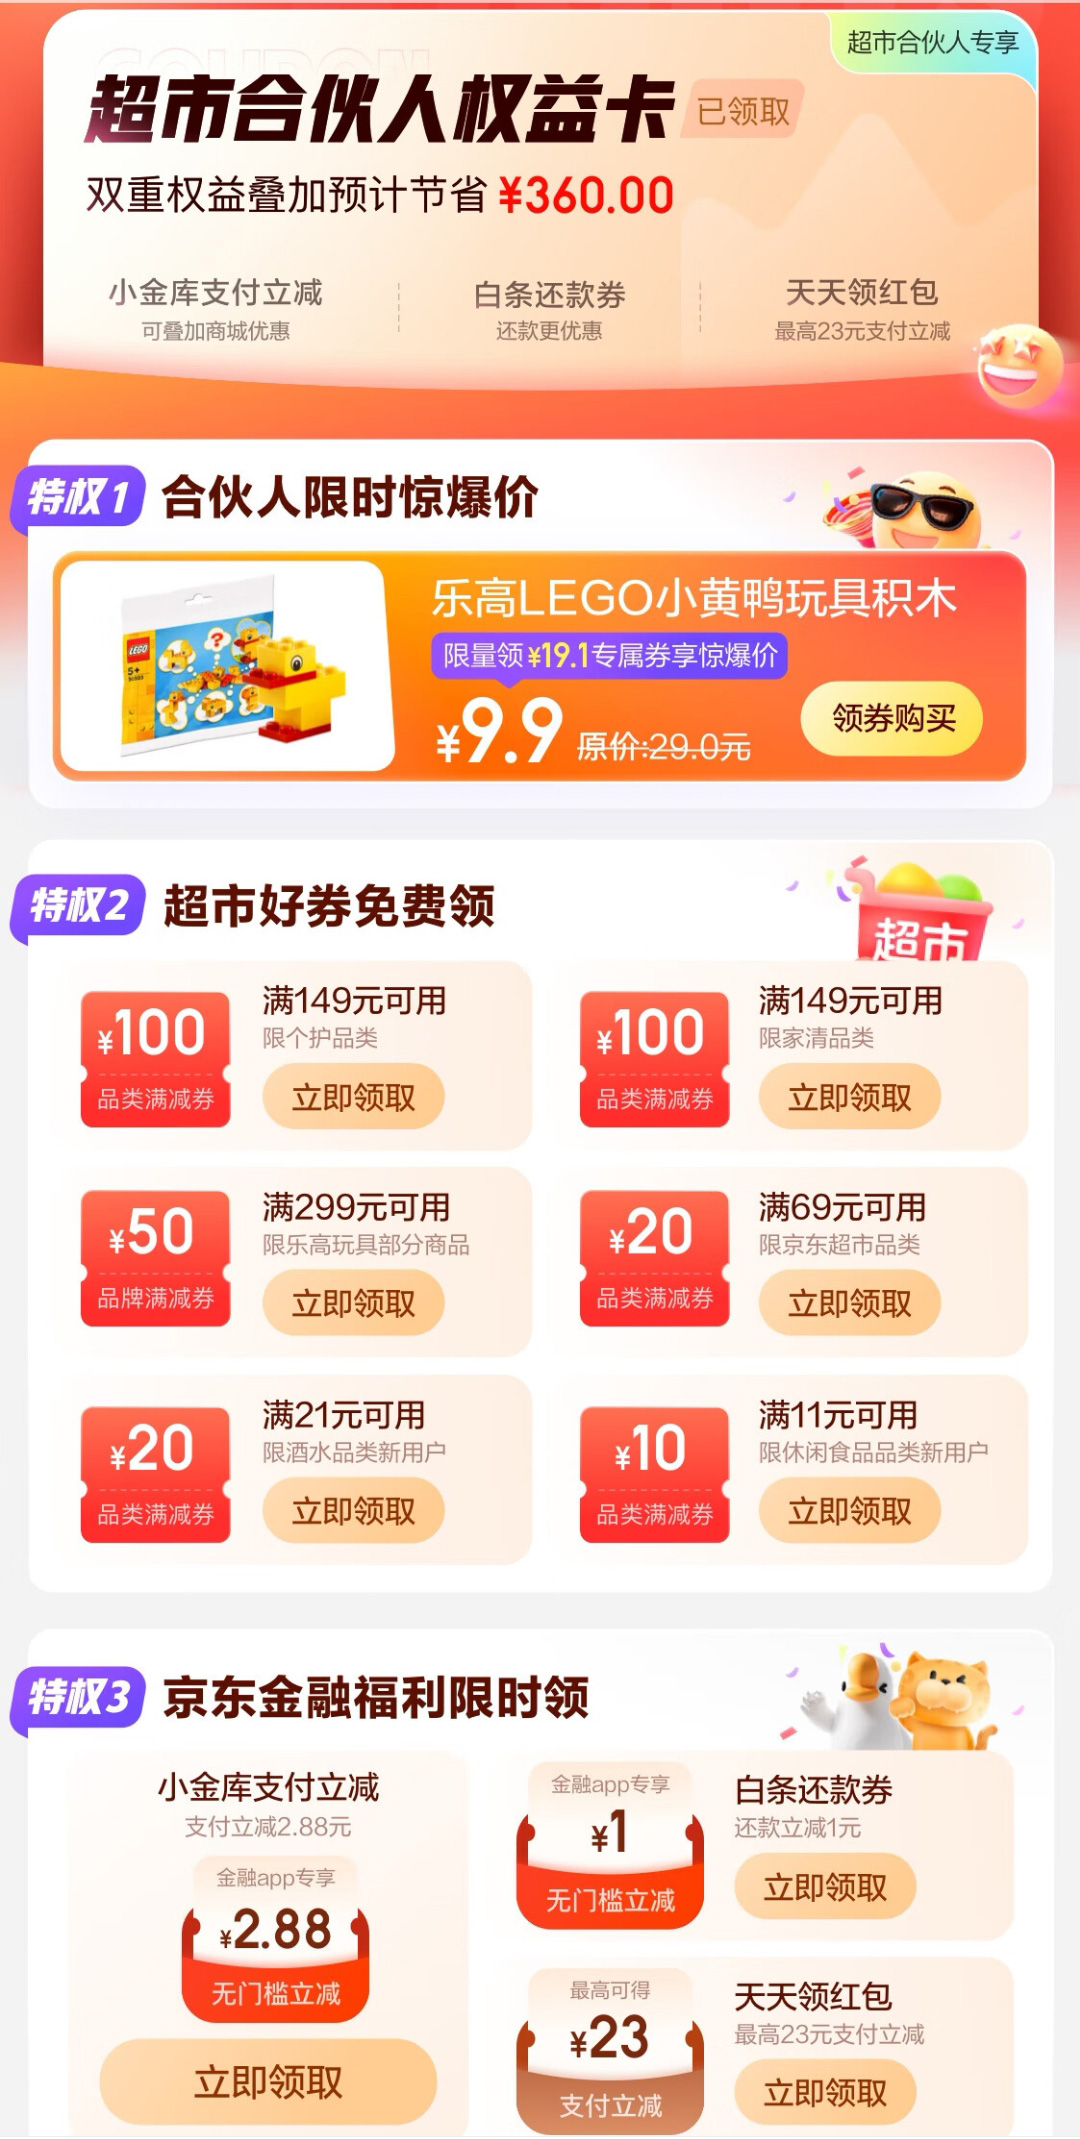 超市合伙人专享
COUPON
超市合伙人权益卡 已领取
双重权益叠加预计节省 ¥360.00
小金库支付立减
可叠加商城优惠
白条还款券
还款更优惠
天天领红包
最高23元支付立减
特权1 合伙人限时惊爆价
LEGO
5+
?
乐高LEGO小黄鸭玩具积木
限量领¥19.1专属券享惊爆价
¥9.9 原价:29.0元
领券购买
特权2 超市好券免费领
超市
¥100
品类满减券
满149元可用
限个护品类
立即领取
¥100
品类满减券
满149元可用
限家清品类
立即领取
¥50
品牌满减券
满299元可用
限乐高玩具部分商品
立即领取
¥20
品类满减券
满69元可用
限京东超市品类
立即领取
¥20
品类满减券
满21元可用
限酒水品类新用户
立即领取
¥10
品类满减券
满11元可用
限休闲食品品类新用户
立即领取
特权3 京东金融福利限时领
小金库支付立减
支付立减2.88元
金融app专享
¥2.88
无门槛立减
立即领取
金融app专享
¥1
无门槛立减
白条还款券
还款立减1元
立即领取
最高可得
¥23
支付立减
天天领红包
最高23元支付立减
立即领取